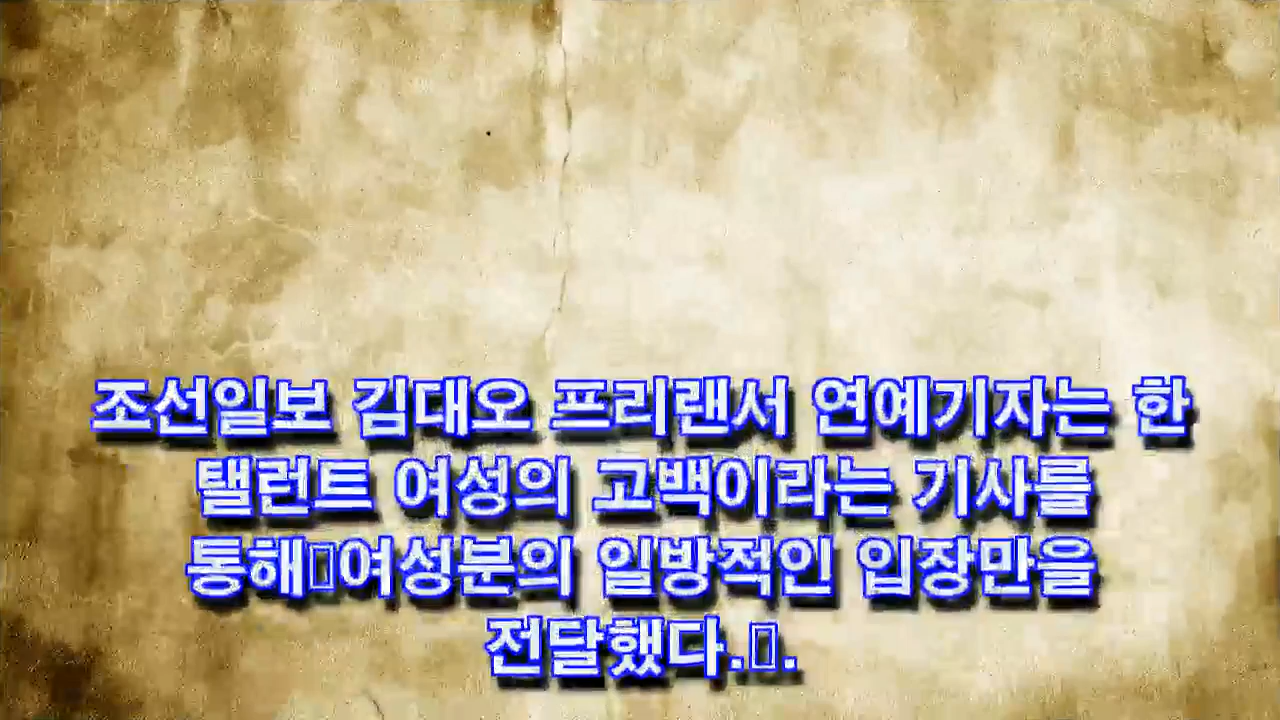 조선일보 김대오 프리랜서 연예기자는 한
탤런트 여성의 고백이라는 기사를
통해▯여성분의 일방적인 입장만을
전달했다.▯.